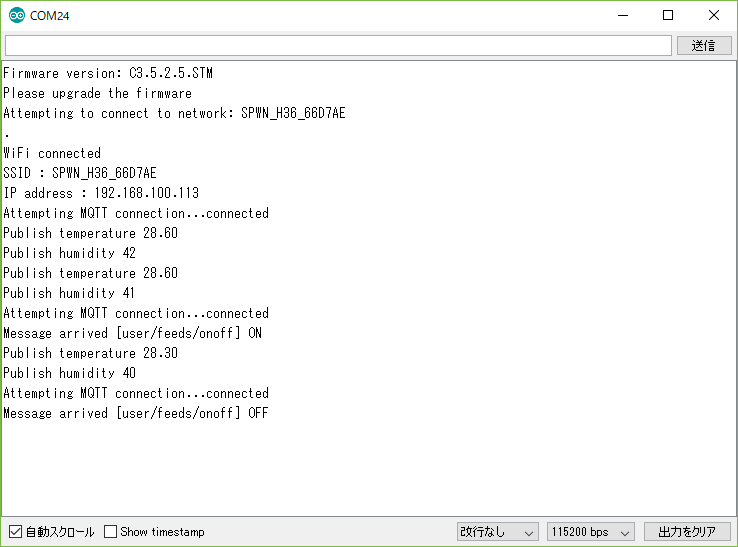 COM24
送信
Firmware version: C3.5.2.5.STM
Please upgrade the firmware
Attempting to connect to network: SPWN_H36_66D7AE
.
WiFi connected
SSID : SPWN_H36_66D7AE
IP address : 192.168.100.113
Attempting MQTT connection...connected
Publish temperature 28.60
Publish humidity 42
Publish temperature 28.60
Publish humidity 41
Attempting MQTT connection...connected
Message arrived [user/feeds/onoff] ON
Publish temperature 28.30
Publish humidity 40
Attempting MQTT connection...connected
Message arrived [user/feeds/onoff] OFF
自動スクロール Show timestamp 改行なし 115200 bps 出力をクリア